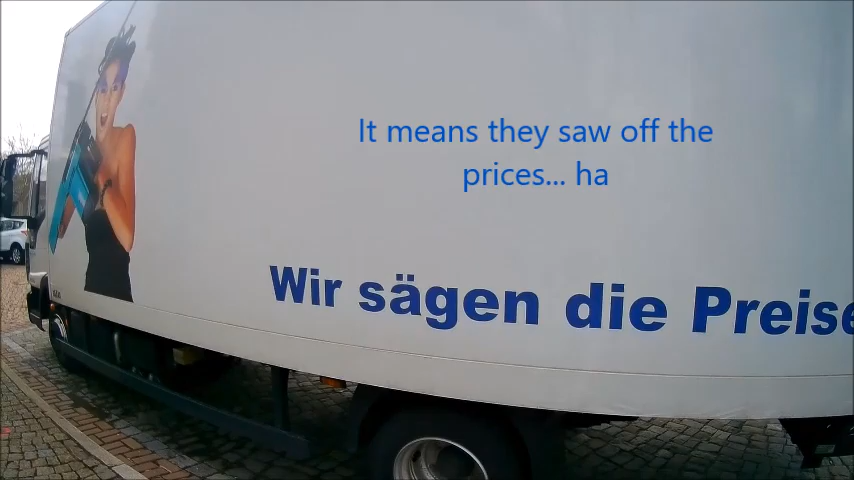 It means they saw off the
prices... ha
Wir sägen die Preise